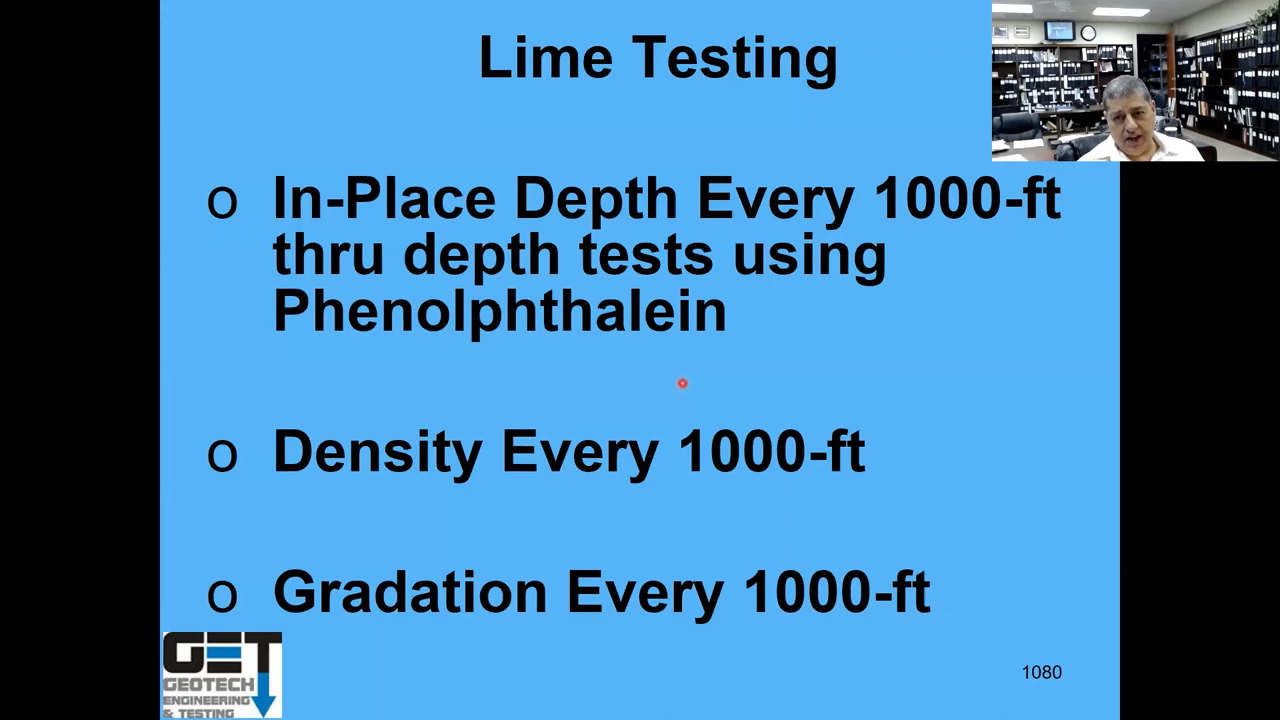 Lime Testing
o In-Place Depth Every 1000-ft
thru depth tests using
Phenolphthalein
o Density Every 1000-ft
o Gradation Every 1000-ft
GET
GEOTECH
ENGINEERING
& TESTING
1080